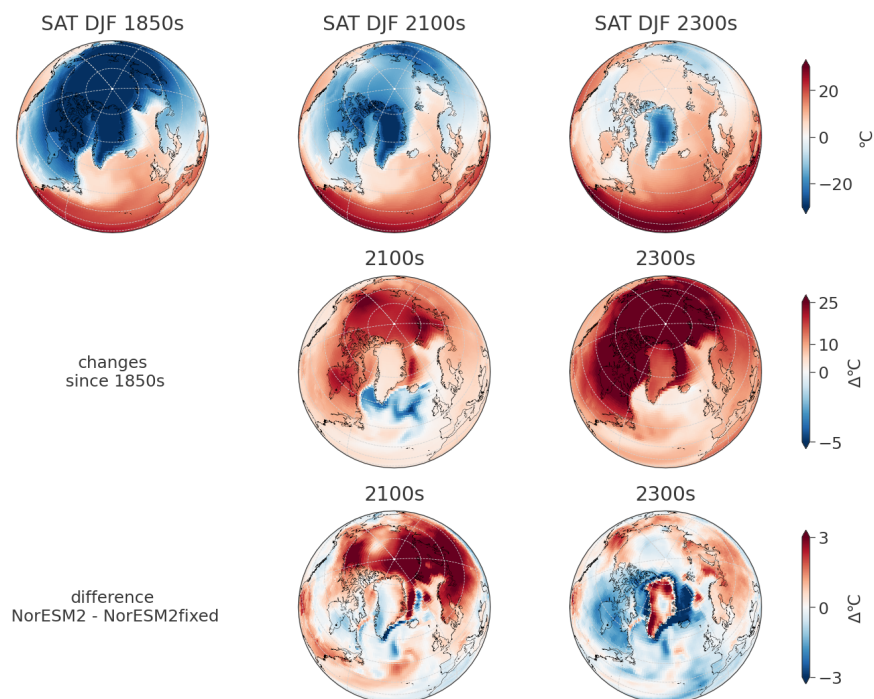 SAT DJF 1850s
SAT DJF 2100s
SAT DJF 2300s
20
0
−20
°C
2100s
2300s
changes
since 1850s
25
10
0
−5
Δ°C
2100s
2300s
difference
NorESM2 - NorESM2fixed
3
0
−3
Δ°C